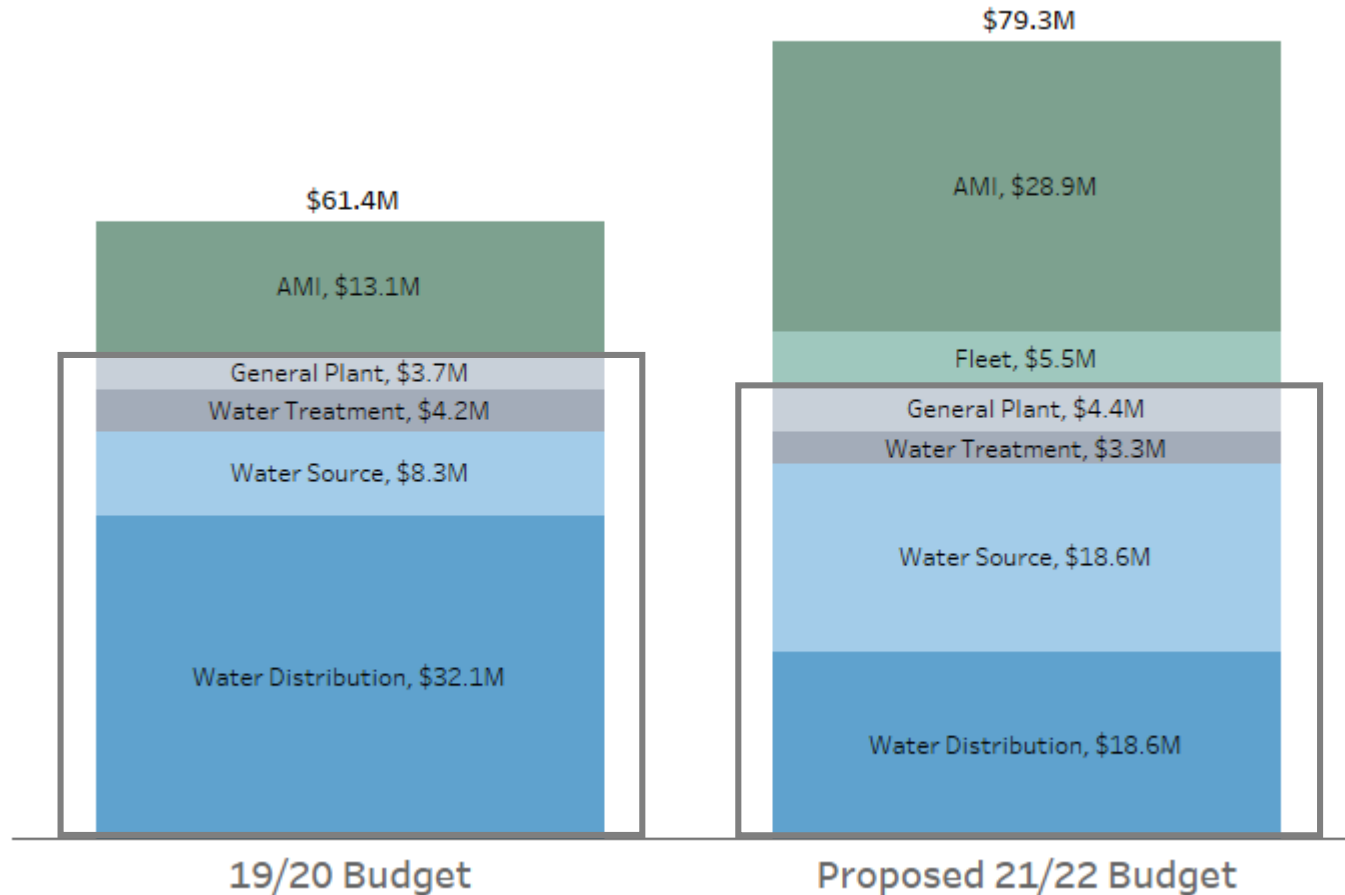 $61.4M
AMI, $13.1M
General Plant, $3.7M
Water Treatment, $4.2M
Water Source, $8.3M
Water Distribution, $32.1M
19/20 Budget
$79.3M
AMI, $28.9M
Fleet, $5.5M
General Plant, $4.4M
Water Treatment, $3.3M
Water Source, $18.6M
Water Distribution, $18.6M
Proposed 21/22 Budget